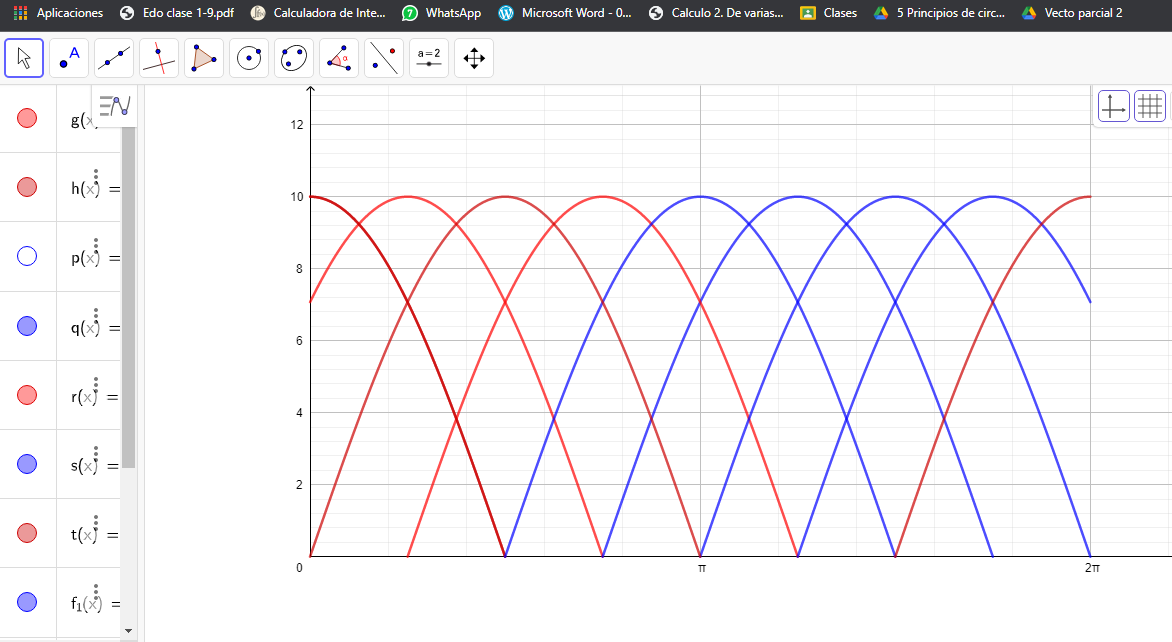 Aplicaciones Edo clase 1-9.pdf Calculadora de Inte... WhatsApp Microsoft Word - 0... Calculo 2. De varias... Clases 5 Principios de circ... Vecto parcial 2
A α a = 2
g(x)
h(x) =
p(x) =
q(x) =
r(x) =
s(x) =
t(x) =
f₁(x) =
12
10
8
6
4
2
0 π 2π